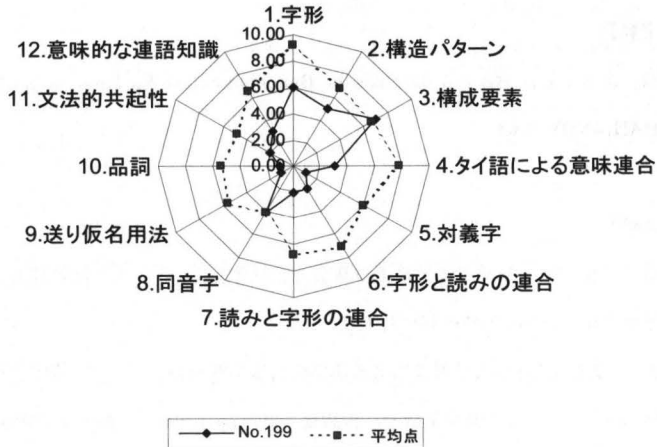 1.字形
2.構造パターン
3.構成要素
4.タイ語による意味連合
5.対義字
6.字形と読みの連合
7.読みと字形の連合
8.同音字
9.送り仮名用法
10.品詞
11.文法的共起性
12.意味的な連語知識
10.00
8.00
6.00
4.00
2.00
0.00
No.199 平均点